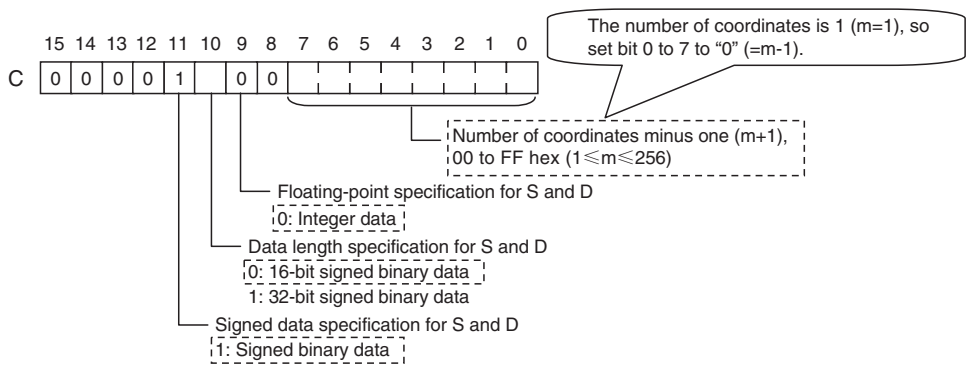 The number of coordinates is 1 (m=1), so
set bit 0 to 7 to “0” (=m-1).
15 14 13 12 11 10 9 8 7 6 5 4 3 2 1 0
C 0 0 0 0 1 0 0
Number of coordinates minus one (m+1),
00 to FF hex (1≤m≤256)
Floating-point specification for S and D
0: Integer data
Data length specification for S and D
0: 16-bit signed binary data
1: 32-bit signed binary data
Signed data specification for S and D
1: Signed binary data